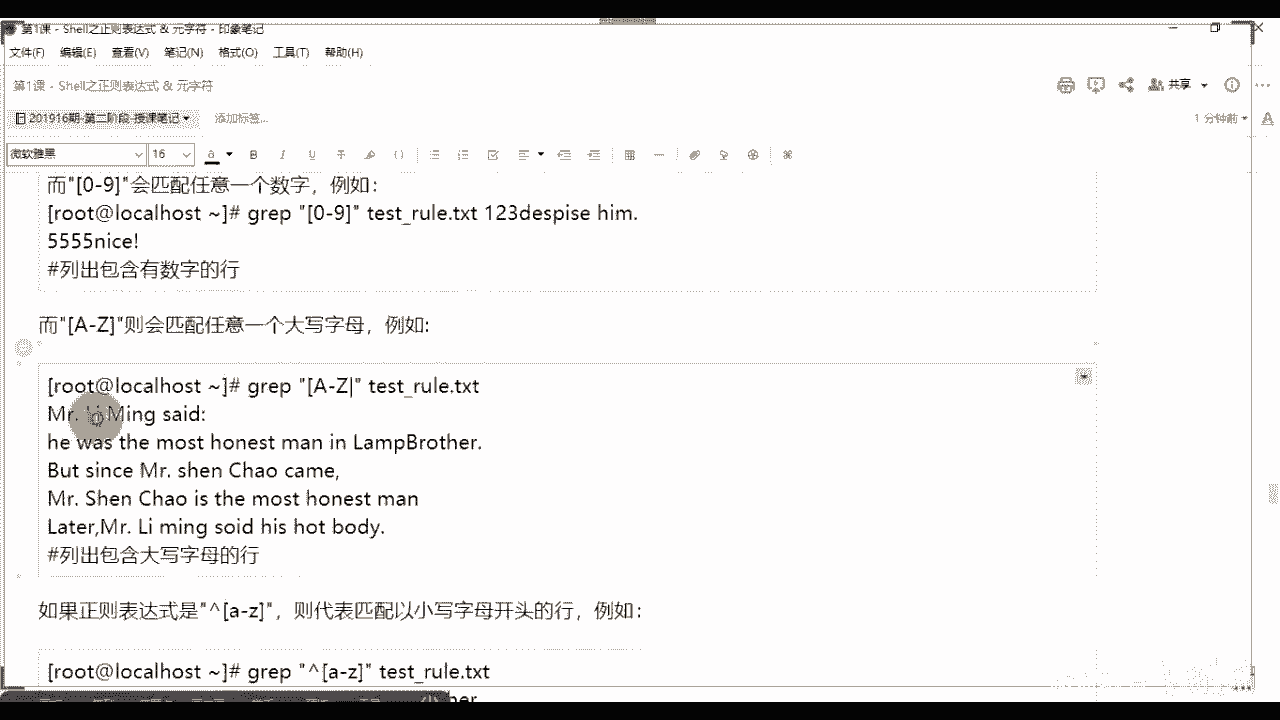 第1课 - Shell之正则表达式 & 元字符 - 印象笔记
文件(F) 编辑(E) 查看(V) 笔记(N) 格式(O) 工具(T) 帮助(H)
第1课 - Shell之正则表达式 & 元字符
共享
201916期-第二阶段-授课笔记 添加标签...
1 分钟前
微软雅黑 16
而"[0-9]"会匹配任意一个数字，例如：
[root@localhost ~]# grep "[0-9]" test_rule.txt 123despise him.
5555nice!
#列出包含有数字的行
而"[A-Z]"则会匹配任意一个大写字母，例如:
[root@localhost ~]# grep "[A-Z|" test_rule.txt
Mr. Li Ming said:
he was the most honest man in LampBrother.
But since Mr. shen Chao came,
Mr. Shen Chao is the most honest man
Later,Mr. Li ming soid his hot body.
#列出包含大写字母的行
如果正则表达式是"^[a-z]"，则代表匹配以小写字母开头的行，例如：
[root@localhost ~]# grep "^[a-z]" test_rule.txt